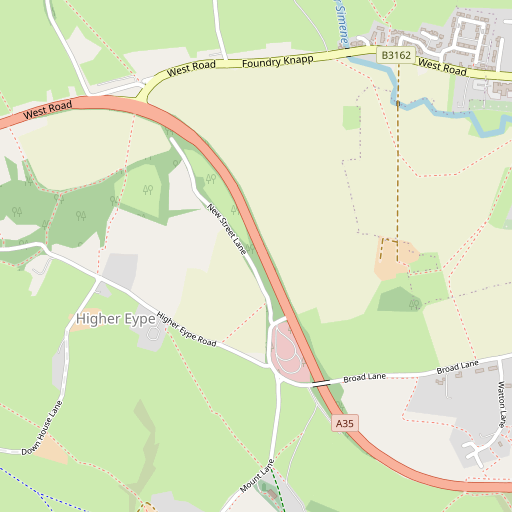 Simene
B3162
West Road
Foundry Knapp
West Road
West Road
New Street Lane
Higher Eype
Higher Eype Road
Broad Lane
Broad Lane
Watton Lane
Down House Lane
A35
Mount Lane